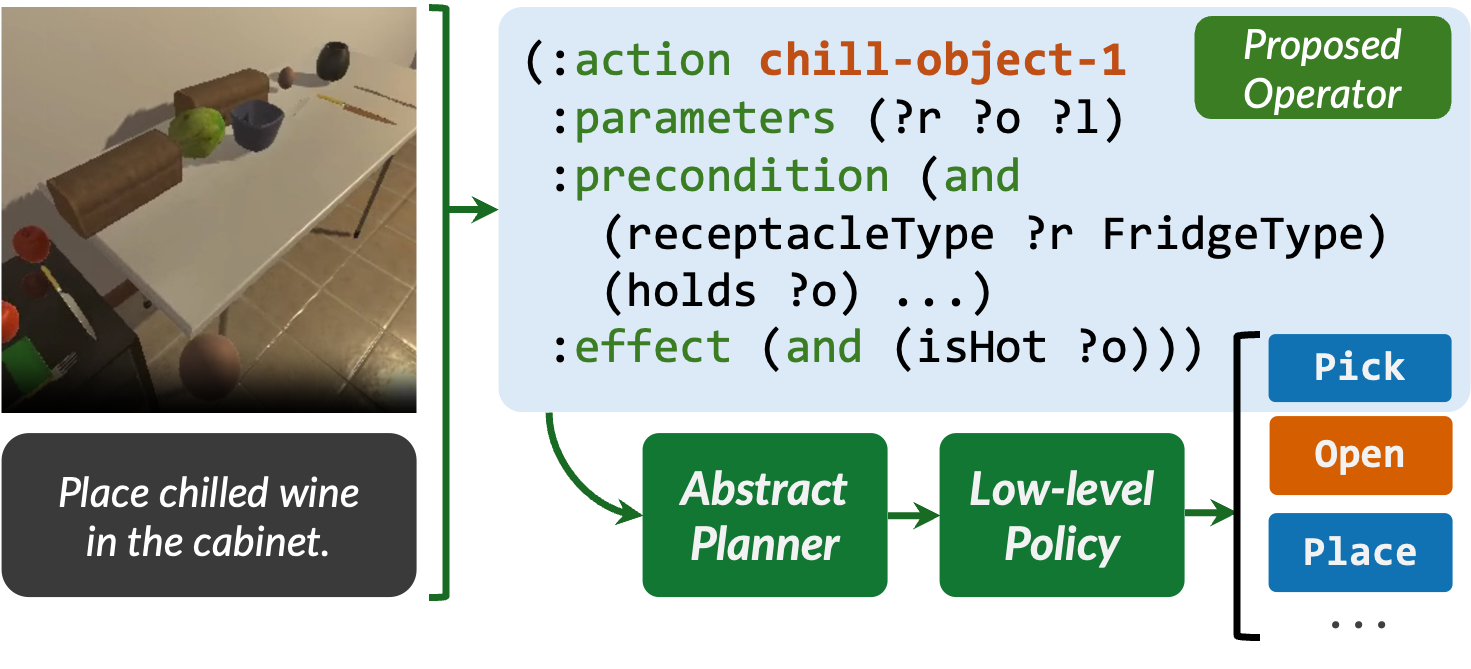 Place chilled wine
in the cabinet.
(:action chill-object-1
:parameters (?r ?o ?l)
:precondition (and
(receptacleType ?r FridgeType)
(holds ?o) ...)
:effect (and (isHot ?o)))
Proposed
Operator
Abstract
Planner
Low-level
Policy
Pick
Open
Place
...